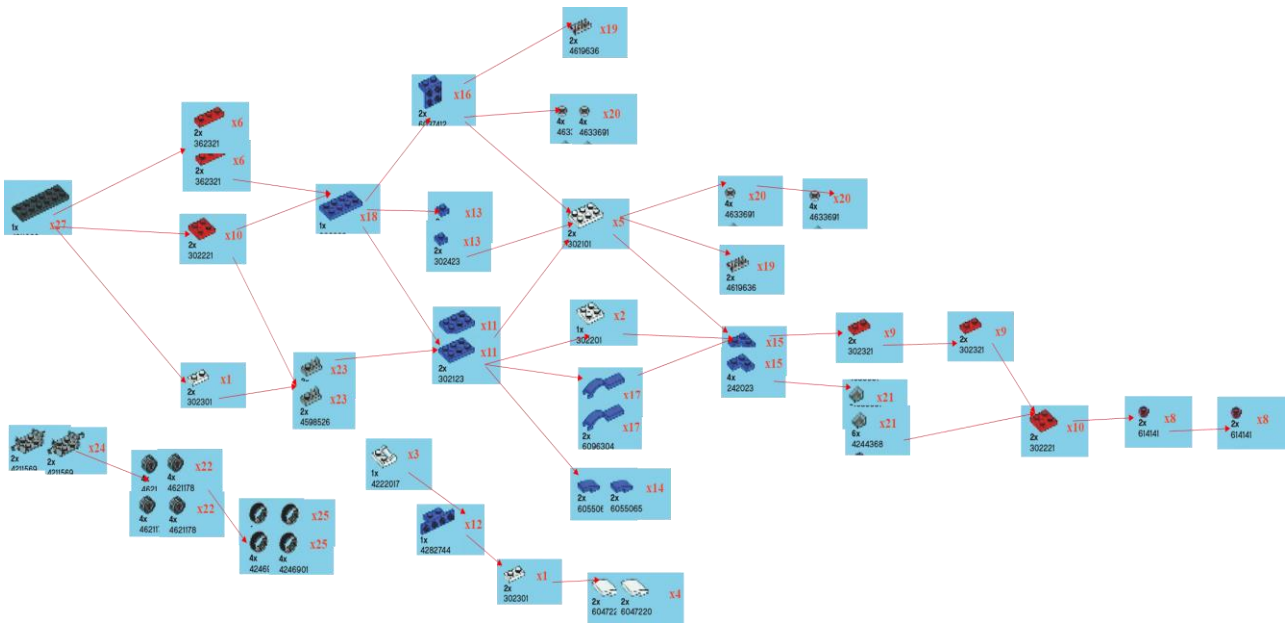 x19
2x
4619636
x16
2x
x20
4x 4x
4633691
x6
2x
362321
x6
2x
362321
x27
1x
x10
2x
302221
x18
x13
x13
2x
302423
x5
2x
302101
x20
4x
4633691
x20
4x
4633691
x19
2x
4619636
x1
2x
302301
x23
x23
2x
4598526
x11
x11
2x
302123
x2
1x
302201
x17
x17
2x
6096304
x14
2x 2x
6055065
x15
x15
4x
242023
x9
2x
302321
x9
2x
302321
x21
x21
6x
4244368
x10
2x
302221
x8
2x
614141
x8
2x
614141
x24
2x 2x
4211569 4211569
x22
4x 4x
4621178
x22
4x 4x
4621178
x25
x25
4x 4x
4246901
x3
1x
4222017
x12
1x
4282744
x1
2x
302301
x4
2x 2x
6047220